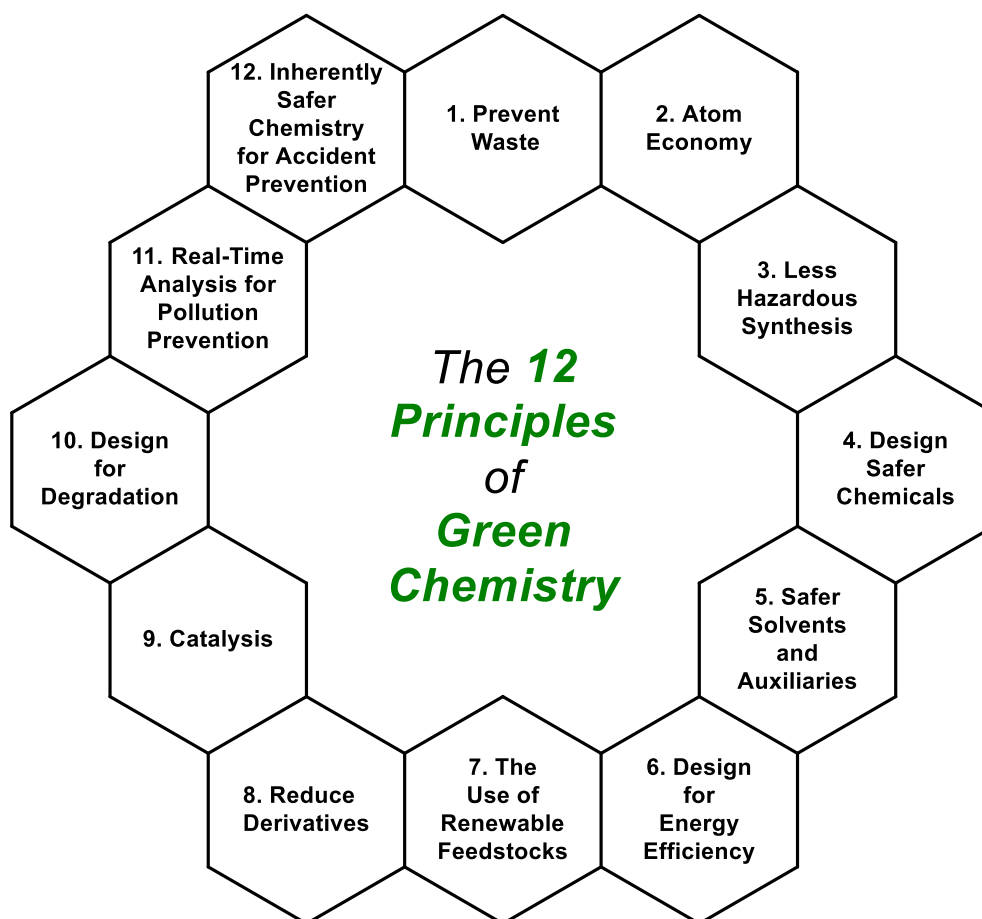 12. Inherently
Safer
Chemistry
for Accident
Prevention
1. Prevent
Waste
2. Atom
Economy
3. Less
Hazardous
Synthesis
4. Design
Safer
Chemicals
5. Safer
Solvents
and
Auxiliaries
6. Design
for
Energy
Efficiency
7. The
Use of
Renewable
Feedstocks
8. Reduce
Derivatives
9. Catalysis
10. Design
for
Degradation
11. Real-Time
Analysis for
Pollution
Prevention
The 12
Principles
of
Green
Chemistry